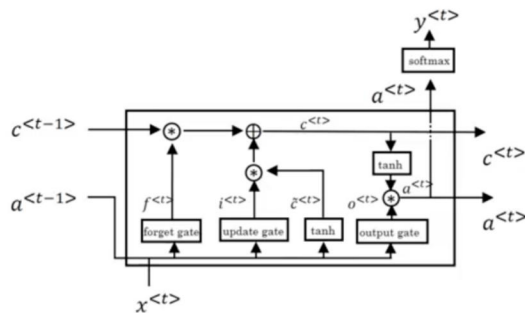 y<t>
softmax
a<t>
c<t-1>
c<t>
c<t>
tanh
a<t-1>
f<t>
i<t>
c̃<t>
o<t>
a<t>
a<t>
forget gate
update gate
tanh
output gate
x<t>